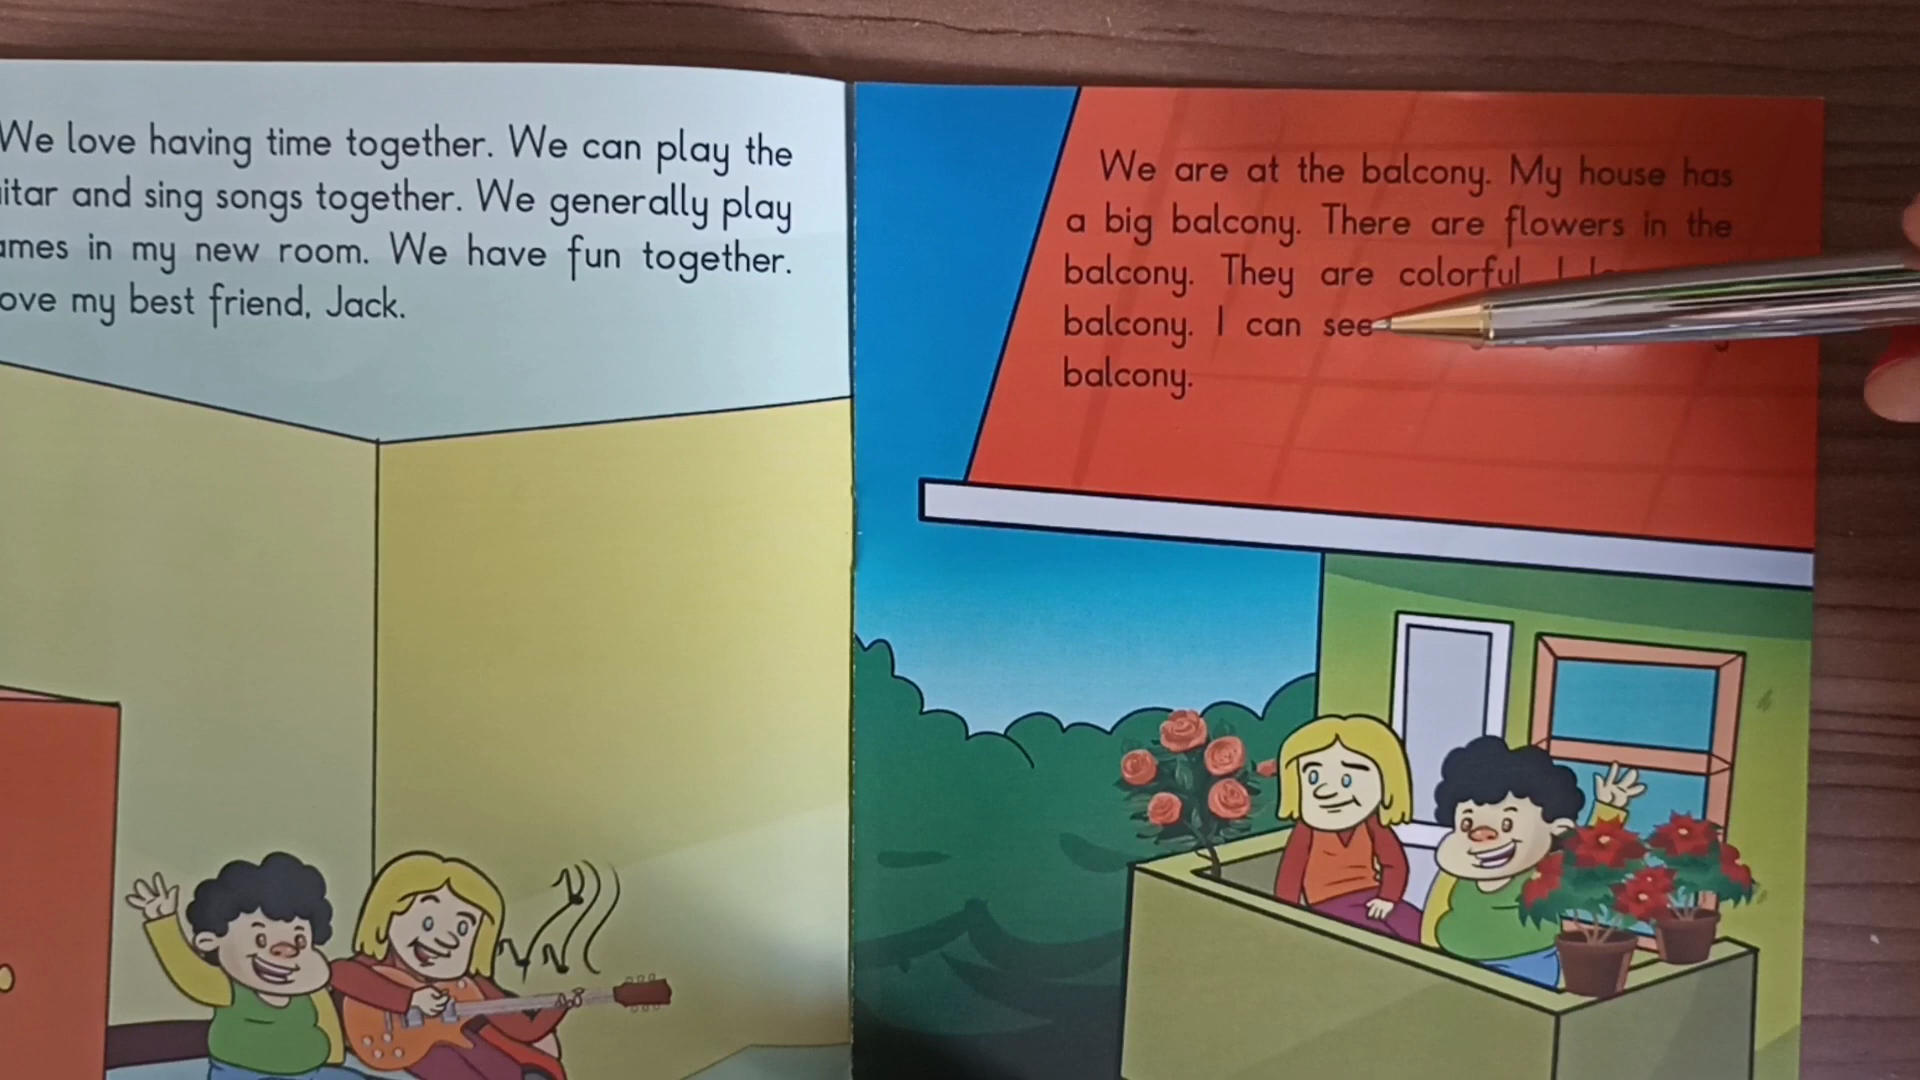 We love having time together. We can play the
itar and sing songs together. We generally play
ames in my new room. We have fun together.
ove my best friend, Jack.
We are at the balcony. My house has
a big balcony. There are flowers in the
balcony. They are colorful. I
balcony. I can see
balcony.